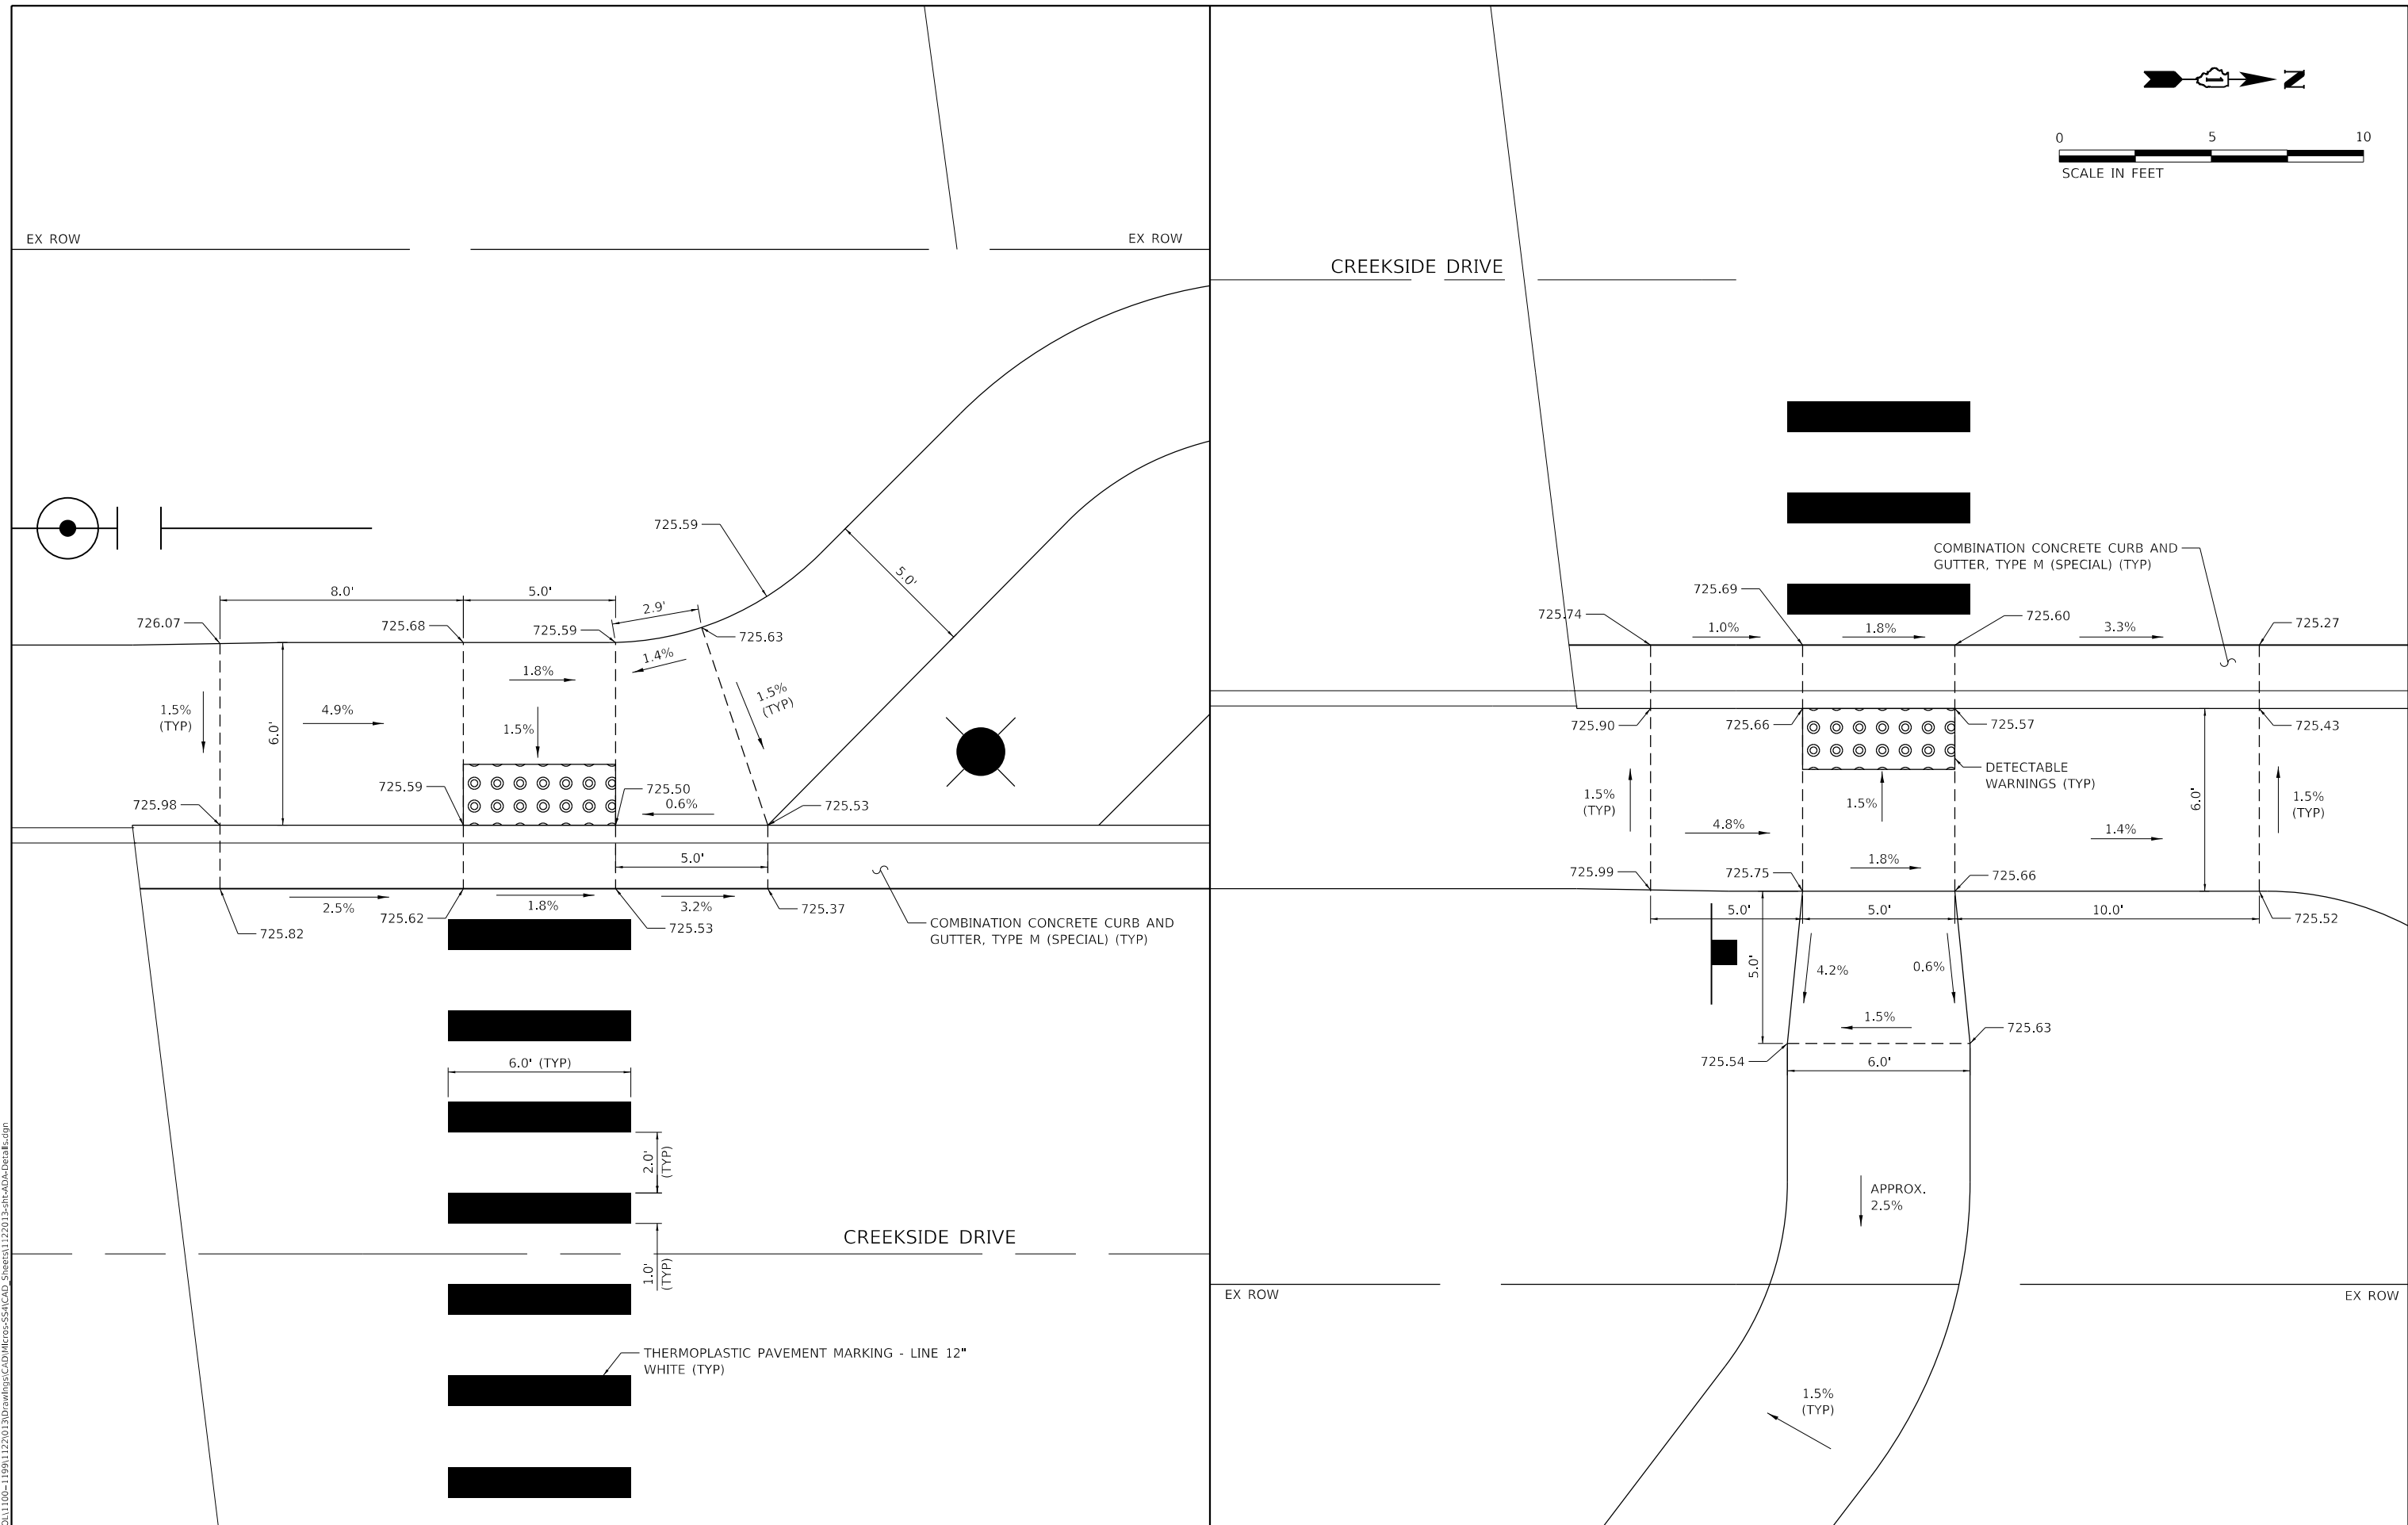 EX ROW
EX ROW
725.59
8.0'
5.0'
2.9'
5.0'
726.07
725.68
725.59
725.63
1.4%
1.8%
1.5%
(TYP)
1.5%
(TYP)
4.9%
6.0'
1.5%
725.59
725.50
0.6%
725.98
725.53
5.0'
2.5%
725.62
1.8%
3.2%
725.37
725.82
725.53
COMBINATION CONCRETE CURB AND
GUTTER, TYPE M (SPECIAL) (TYP)
6.0' (TYP)
2.0'
(TYP)
CREEKSIDE DRIVE
1.0'
(TYP)
THERMOPLASTIC PAVEMENT MARKING - LINE 12"
WHITE (TYP)
N
0 5 10
SCALE IN FEET
CREEKSIDE DRIVE
COMBINATION CONCRETE CURB AND
GUTTER, TYPE M (SPECIAL) (TYP)
725.69
725.74
725.60
725.27
1.0%
1.8%
3.3%
725.90
725.66
725.57
725.43
DETECTABLE
WARNINGS (TYP)
1.5%
(TYP)
1.5%
6.0'
1.5%
(TYP)
4.8%
1.4%
1.8%
725.99
725.75
725.66
5.0'
5.0'
10.0'
725.52
5.0'
4.2%
0.6%
1.5%
725.63
725.54
6.0'
APPROX.
2.5%
EX ROW
EX ROW
1.5%
(TYP)